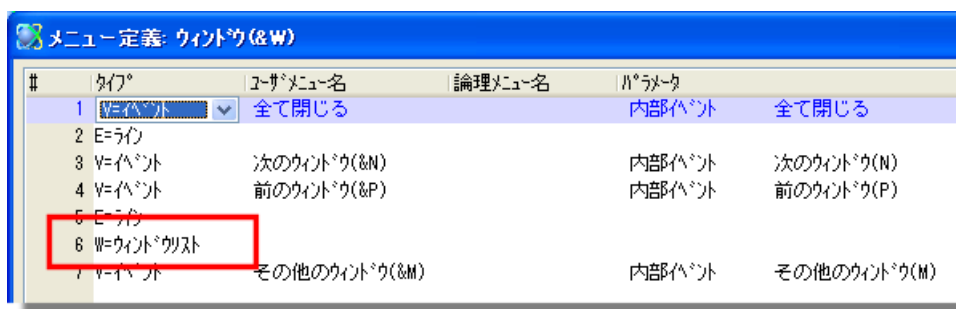 メニュー定義: ウィンドウ(&W)
# タイプ ユーザメニュー名 論理メニュー名 パラメータ
1 V=イベント 全て閉じる 内部イベント 全て閉じる
2 E=ライン
3 V=イベント 次のウィンドウ(&N) 内部イベント 次のウィンドウ(N)
4 V=イベント 前のウィンドウ(&P) 内部イベント 前のウィンドウ(P)
5 E=ライン
6 W=ウィンドウリスト
7 V=イベント その他のウィンドウ(&M) 内部イベント その他のウィンドウ(M)